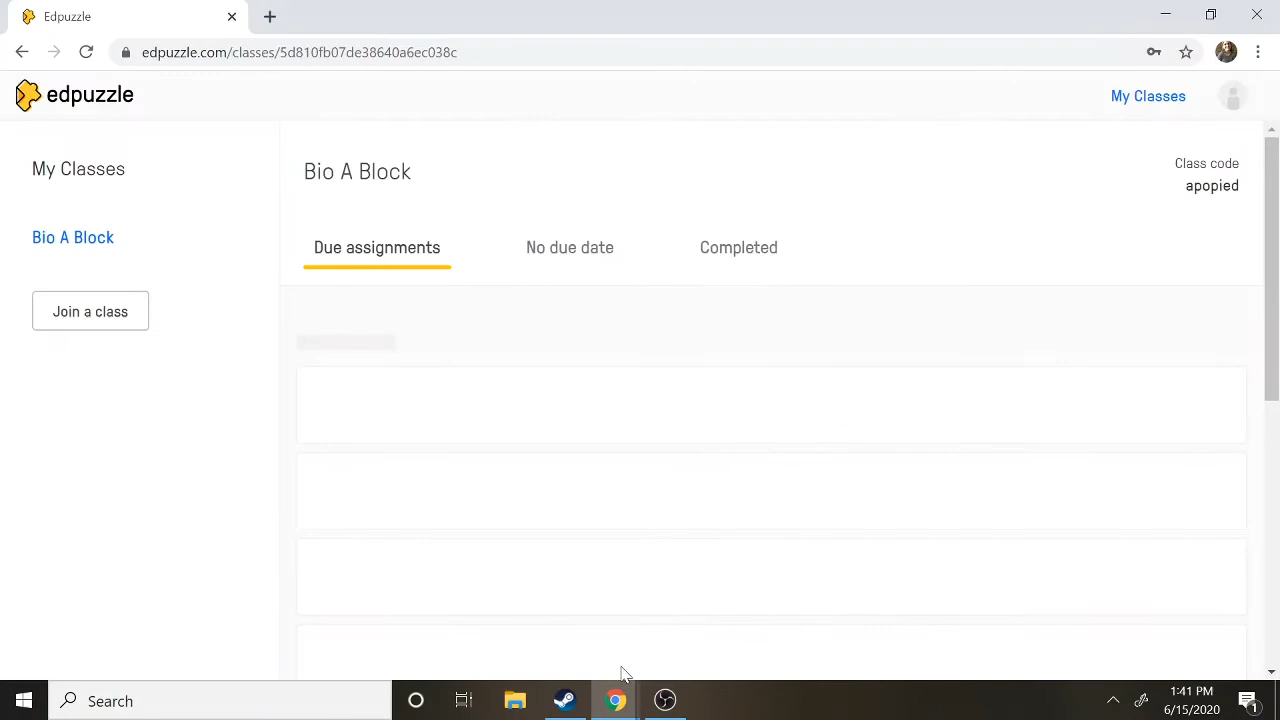 Edpuzzle
edpuzzle.com/classes/5d810fb07de38640a6ec038c
edpuzzle
My Classes
My Classes
Bio A Block
Join a class
Bio A Block
Class code
apopied
Due assignments
No due date
Completed
Search
1:41 PM
6/15/2020
1